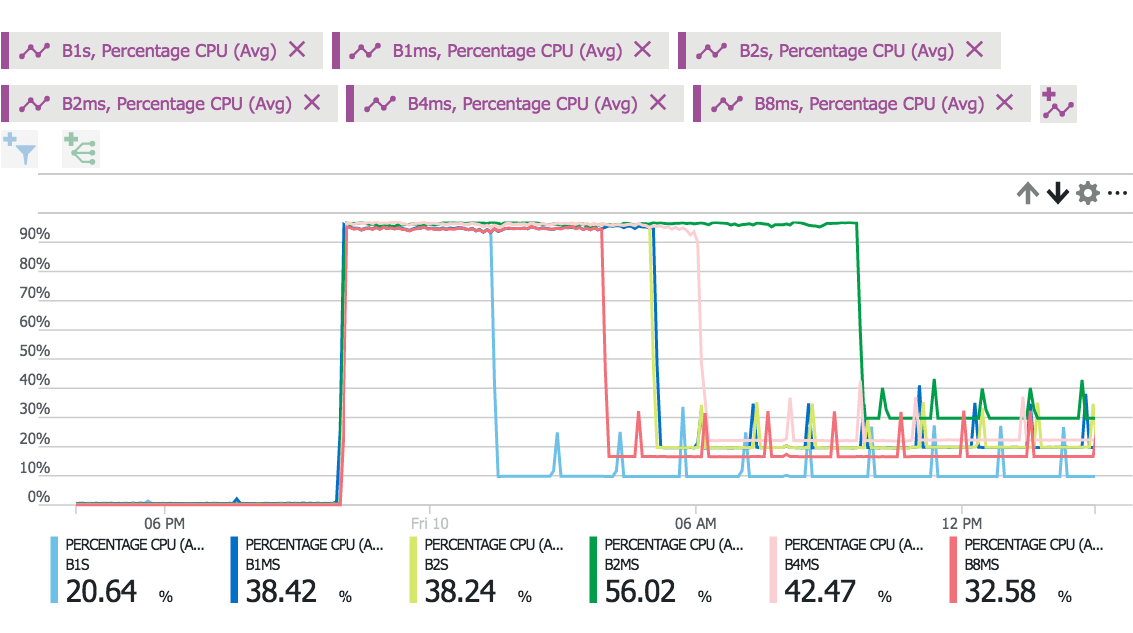 B1s, Percentage CPU (Avg) B1ms, Percentage CPU (Avg) B2s, Percentage CPU (Avg)
B2ms, Percentage CPU (Avg) B4ms, Percentage CPU (Avg) B8ms, Percentage CPU (Avg)
90%
80%
70%
60%
50%
40%
30%
20%
10%
0%
06 PM Fri 10 06 AM 12 PM
PERCENTAGE CPU (A... PERCENTAGE CPU (A... PERCENTAGE CPU (A... PERCENTAGE CPU (A... PERCENTAGE CPU (A... PERCENTAGE CPU (A...
B1S B1MS B2S B2MS B4MS B8MS
20.64 % 38.42 % 38.24 % 56.02 % 42.47 % 32.58 %